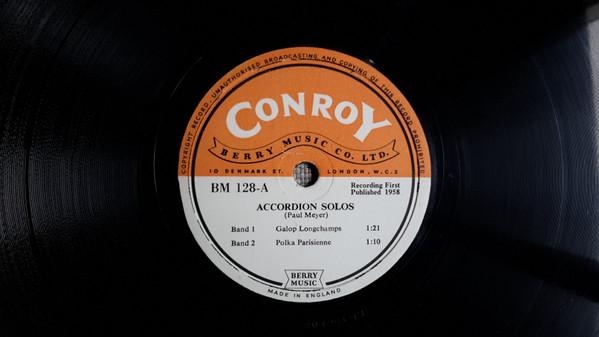 COPYRIGHT RECORD. UNAUTHORISED BROADCASTING AND COPYING OF THIS RECORD PROHIBITED
CONROY
BERRY MUSIC CO. LTD.
10 DENMARK ST. LONDON, W.C.2
BM 128-A
Recording First
Published 1958
ACCORDION SOLOS
(Paul Meyer)
Band 1 Galop Longchamps 1:21
Band 2 Polka Parisienne 1:10
BERRY
MUSIC
MADE IN ENGLAND